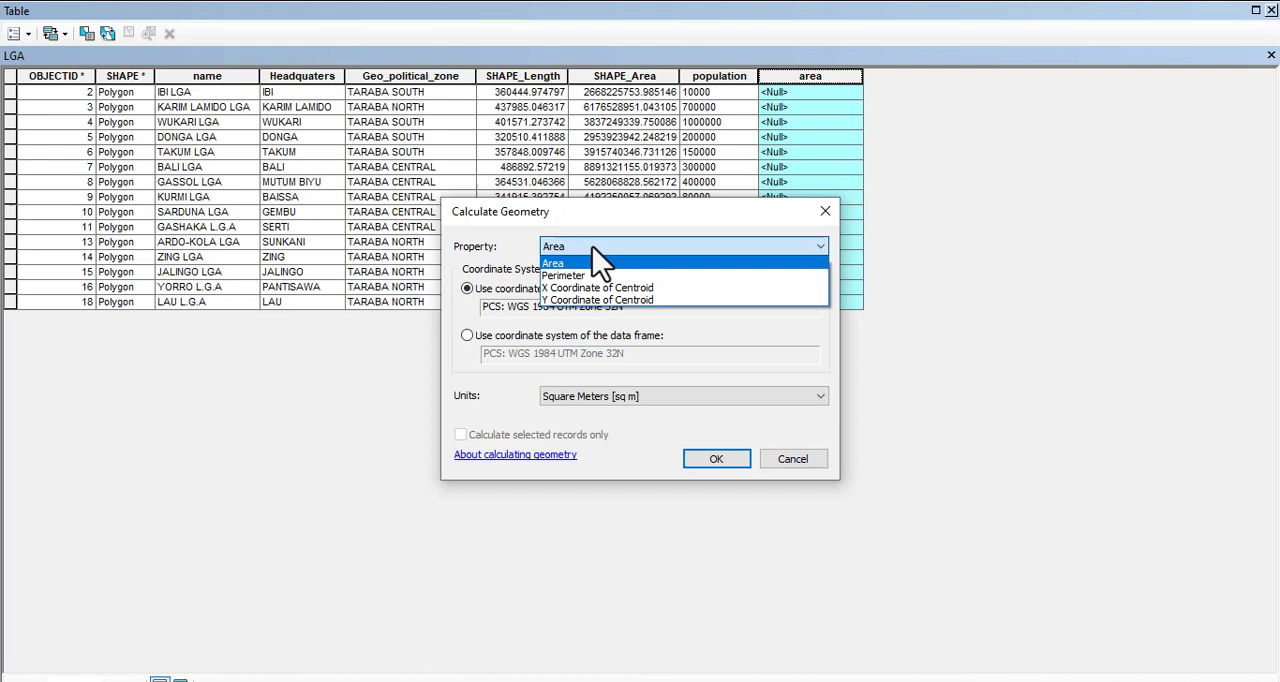 Table
LGA
OBJECTID * SHAPE * name Headquaters Geo_political_zone SHAPE_Length SHAPE_Area population area
2 Polygon IBI LGA IBI TARABA SOUTH 360444.974797 2668225753.985146 10000 <Null>
3 Polygon KARIM LAMIDO LGA KARIM LAMIDO TARABA NORTH 437985.046317 6176528951.043105 700000 <Null>
4 Polygon WUKARI LGA WUKARI TARABA SOUTH 401571.273742 3837249339.750086 1000000 <Null>
5 Polygon DONGA LGA DONGA TARABA SOUTH 320510.411888 2953923942.248219 200000 <Null>
6 Polygon TAKUM LGA TAKUM TARABA SOUTH 357848.009746 3915740346.731126 150000 <Null>
7 Polygon BALI LGA BALI TARABA CENTRAL 486892.57219 8891321155.019373 300000 <Null>
8 Polygon GASSOL LGA MUTUM BIYU TARABA CENTRAL 364531.046366 5628068828.562172 400000 <Null>
9 Polygon KURMI LGA BAISSA TARABA CENTRAL
10 Polygon SARDUNA LGA GEMBU TARABA CENTRAL
11 Polygon GASHAKA L.G.A SERTI TARABA CENTRAL
13 Polygon ARDO-KOLA LGA SUNKANI TARABA NORTH
14 Polygon ZING LGA ZING TARABA NORTH
15 Polygon JALINGO LGA JALINGO TARABA NORTH
16 Polygon YORRO L.G.A PANTISAWA TARABA NORTH
18 Polygon LAU L.G.A LAU TARABA NORTH
Calculate Geometry
Property: Area
Area
Perimeter
X Coordinate of Centroid
Y Coordinate of Centroid
Coordinate
Use
PCS: WGS
Use coordinate system of the data frame:
PCS: WGS 1984 UTM Zone 32N
Units: Square Meters [sq m]
Calculate selected records only
About calculating geometry
OK Cancel